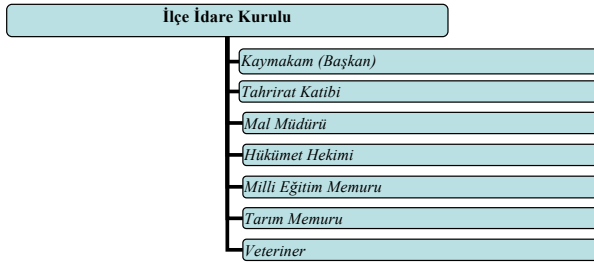 İlçe İdare Kurulu
Kaymakam (Başkan)
Tahrirat Katibi
Mal Müdürü
Hükümet Hekimi
Milli Eğitim Memuru
Tarım Memuru
Veteriner